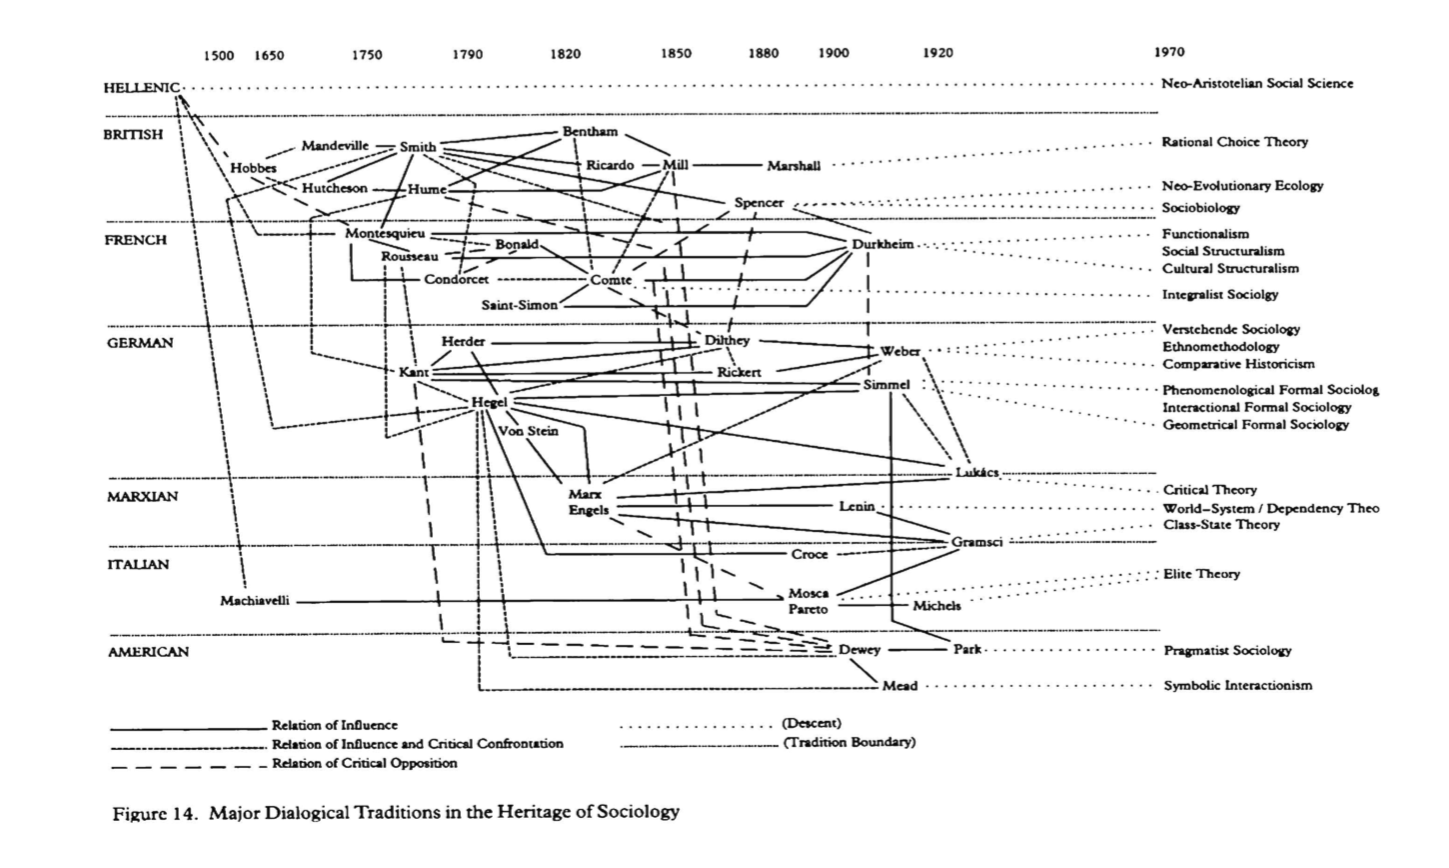 1500 1650 1750 1790 1820 1850 1880 1900 1920 1970
HELLENIC Neo-Aristotelian Social Science
BRITISH Bentham
Mandeville Smith Rational Choice Theory
Hobbes Ricardo Mill Marshall
Hutcheson Hume Neo-Evolutionary Ecology
Spencer Sociobiology
FRENCH Montesquieu Functionalism
Bonald Durkheim Social Structuralism
Rousseau Cultural Structuralism
Condorcet Comte
Integralist Sociolgy
Saint-Simon
GERMAN Herder Dilthey Verstehende Sociology
Weber Ethnomethodology
Kant Rickert Comparative Historicism
Simmel Phenomenological Formal Sociolog
Hegel Interactional Formal Sociology
Von Stein Geometrical Formal Sociology
Lukács
MARXIAN Marx Critical Theory
Engels Lenin World-System / Dependency Theo
Class-State Theory
Gramsci
ITALIAN Croce
Elite Theory
Machiavelli Mosca
Pareto Michels
AMERICAN Dewey Park Pragmatist Sociology
Mead Symbolic Interactionism
Relation of Influence (Descent)
Relation of Influence and Critical Confrontation (Tradition Boundary)
Relation of Critical Opposition
Figure 14. Major Dialogical Traditions in the Heritage of Sociology